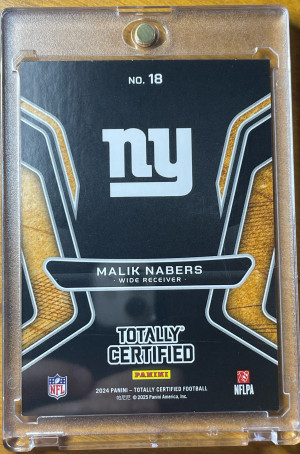 NO. 18
ny
MALIK NABERS
• WIDE RECEIVER •
TOTALLY
CERTIFIED
PANINI
NFL
NFLPA
2024 PANINI – TOTALLY CERTIFIED FOOTBALL
© 2025 Panini America, Inc.